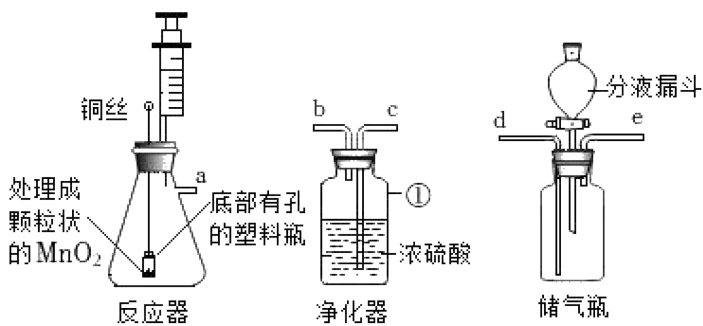 铜丝
处理成
颗粒状
的MnO₂
a
底部有孔
的塑料瓶
反应器
b
c
①
浓硫酸
净化器
分液漏斗
d
e
储气瓶